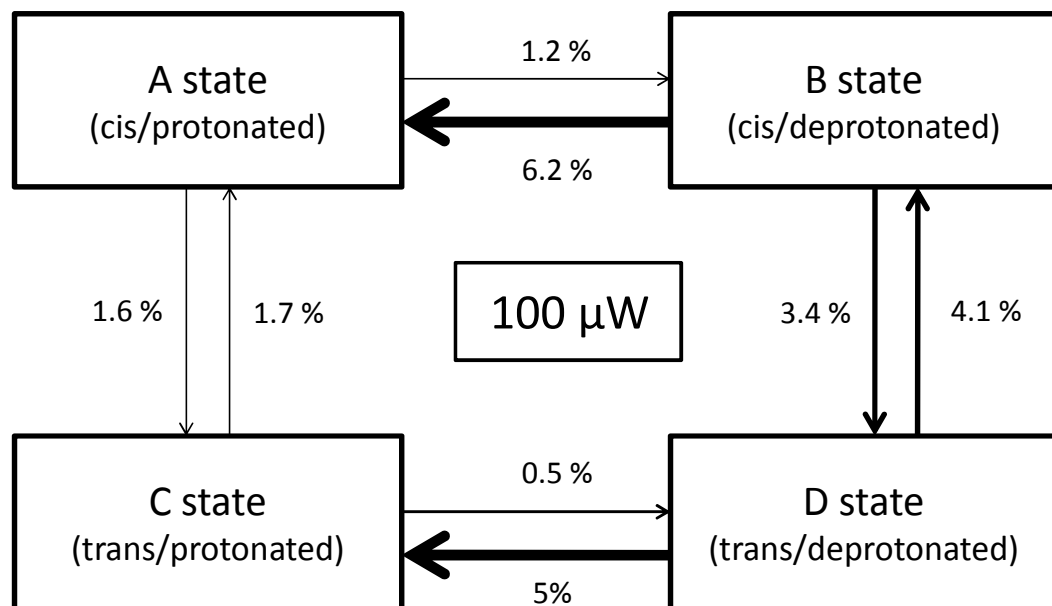 A state
(cis/protonated)
1.2 %
6.2 %
B state
(cis/deprotonated)
1.6 %
1.7 %
100 μW
3.4 %
4.1 %
C state
(trans/protonated)
0.5 %
5%
D state
(trans/deprotonated)